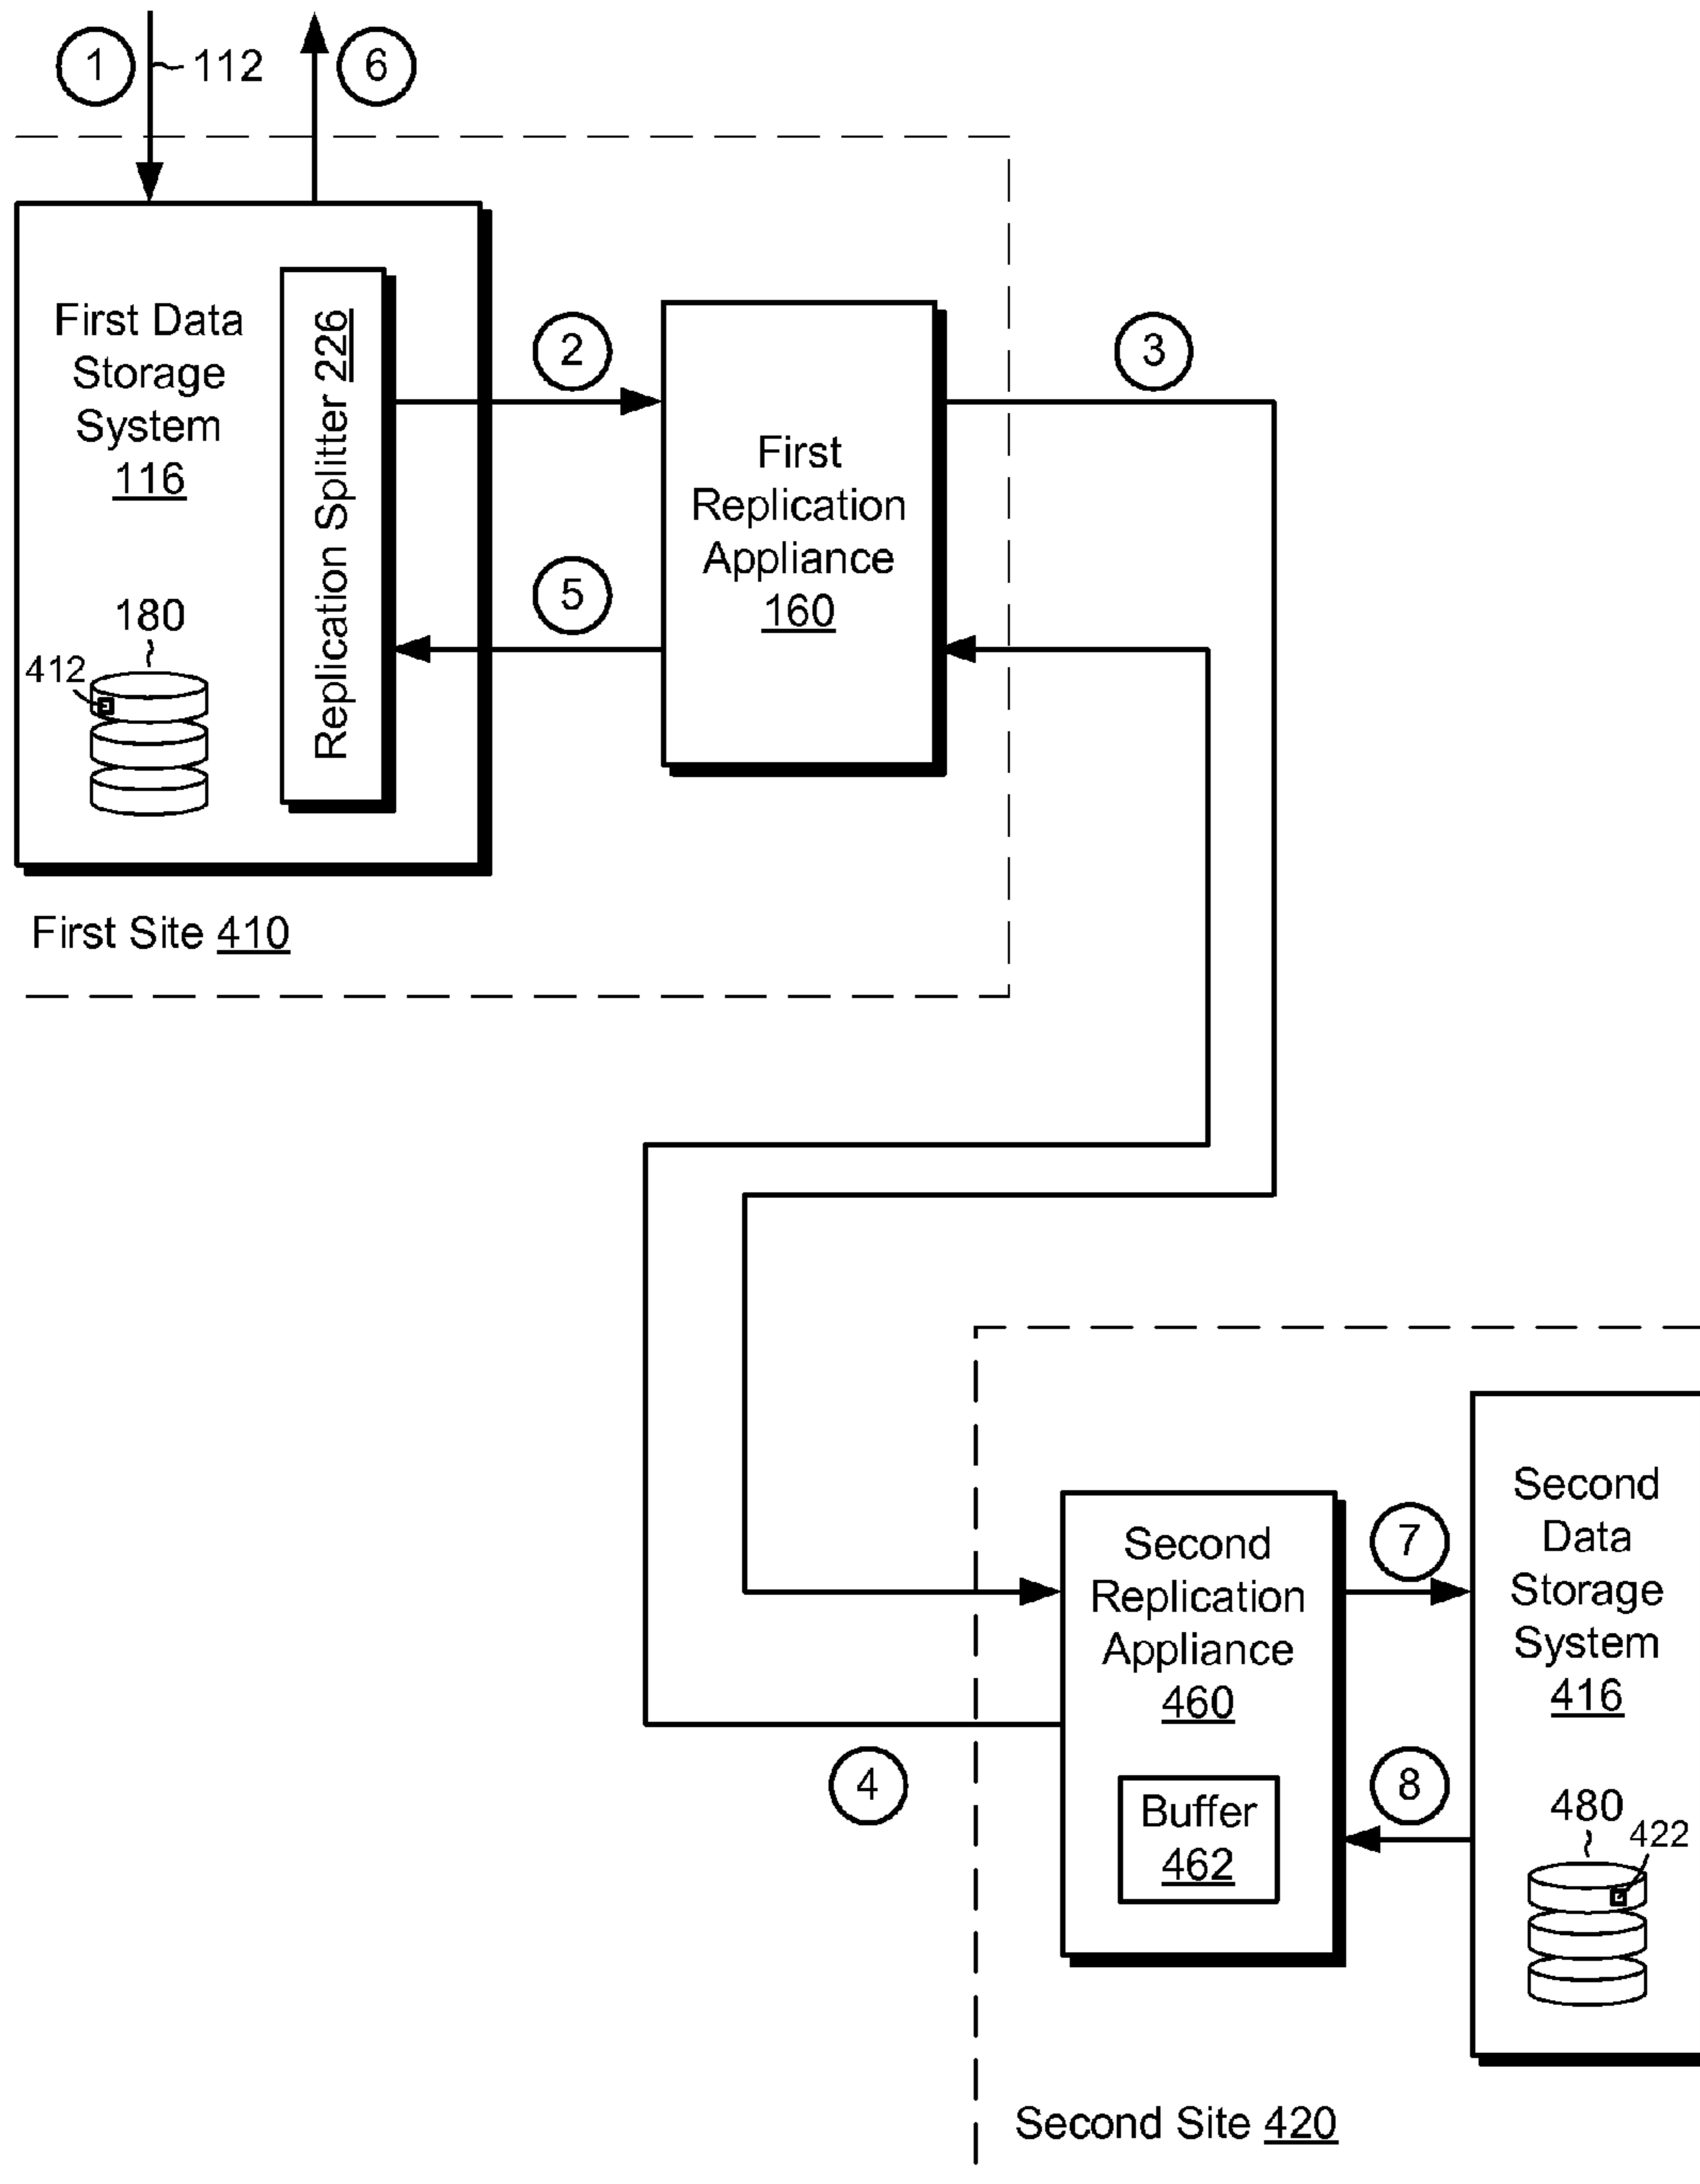 1
112
6
First Data
Storage
System
116
Replication Splitter 226
180
412
2
5
First
Replication
Appliance
160
3
First Site 410
Second
Replication
Appliance
460
Buffer
462
4
7
8
Second
Data
Storage
System
416
480
422
Second Site 420